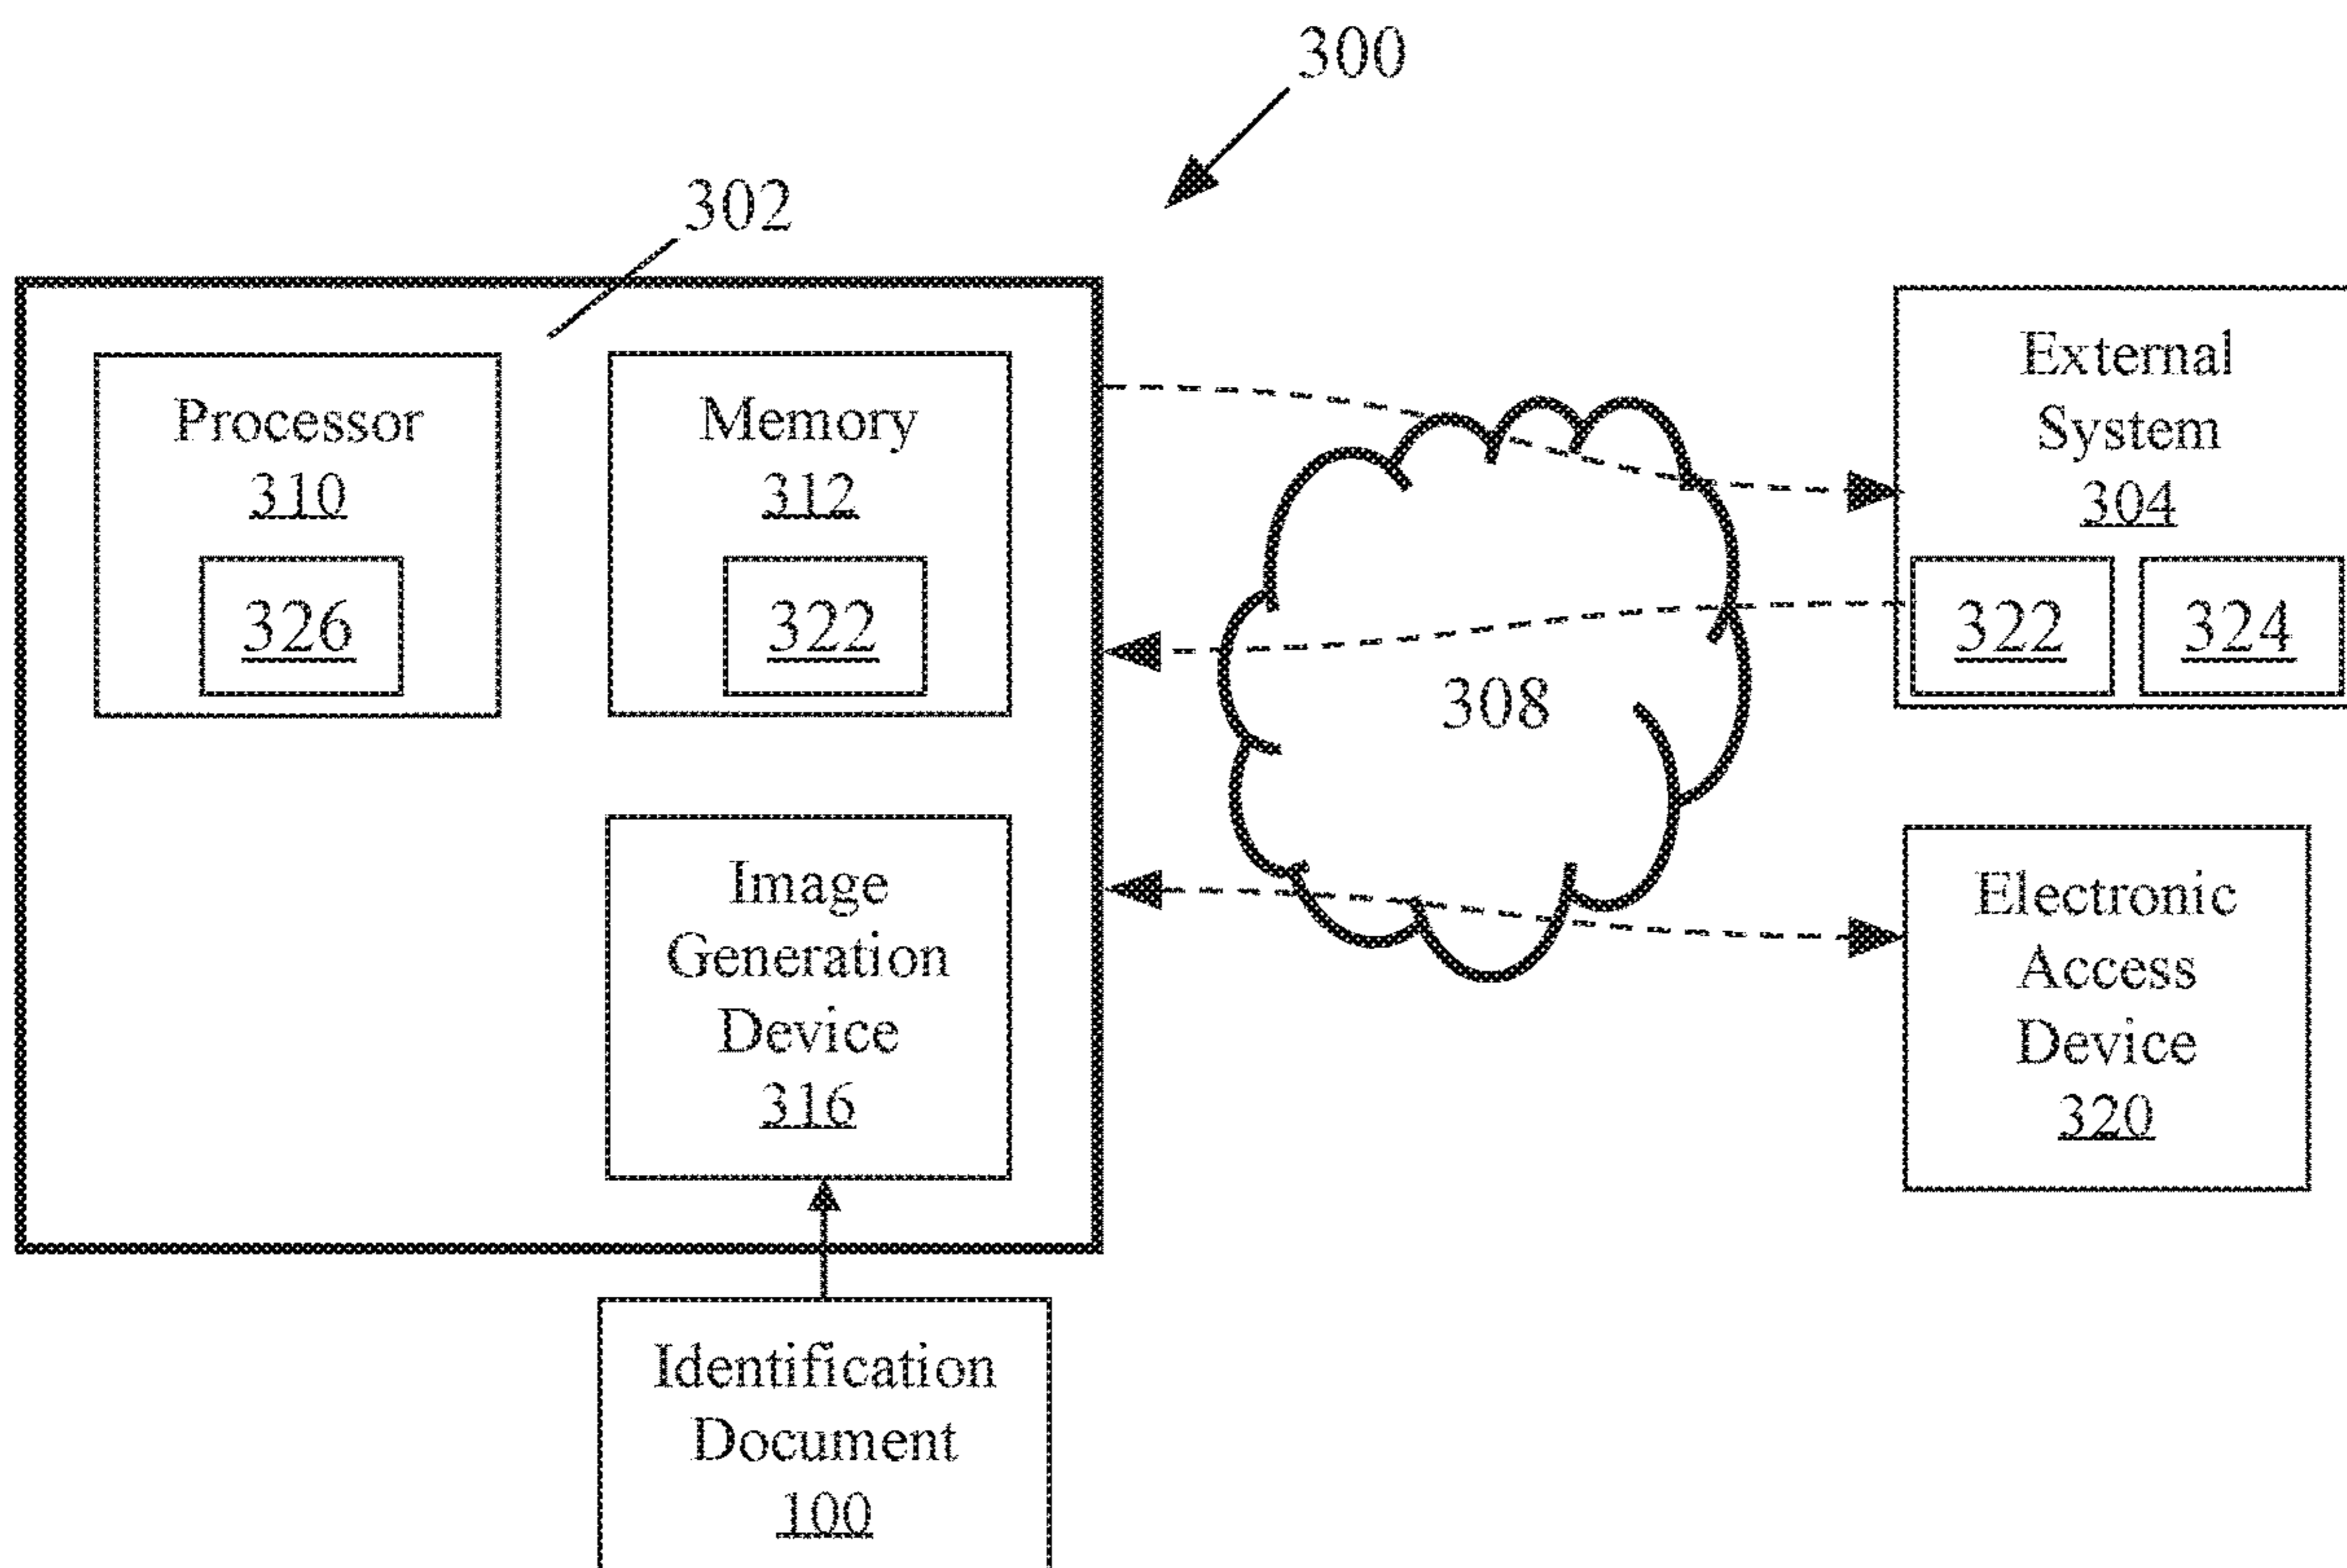 300
302
Processor
310
326
Memory
312
322
Image
Generation
Device
316
Identification
Document
100
308
External
System
304
322
324
Electronic
Access
Device
320